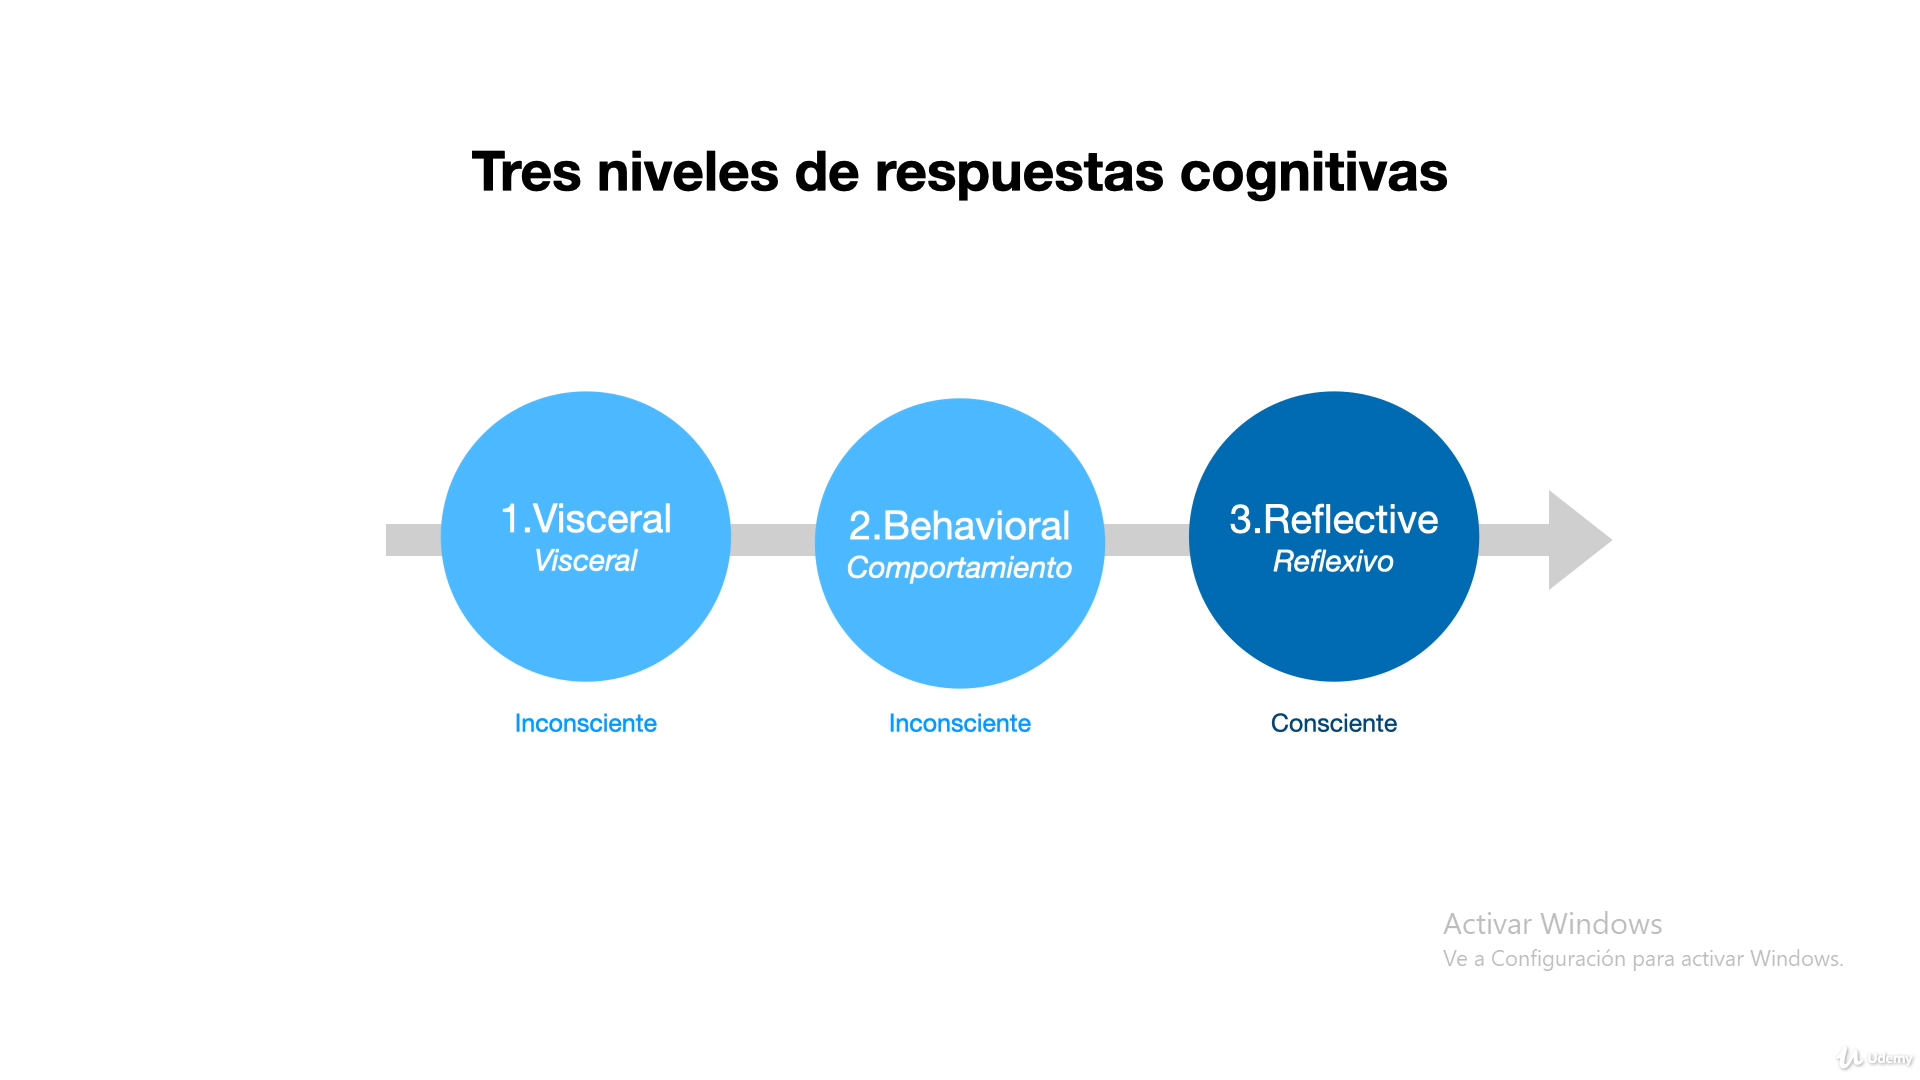 Tres niveles de respuestas cognitivas
1.Visceral
Visceral
2.Behavioral
Comportamiento
3.Reflective
Reflexivo
Inconsciente
Inconsciente
Consciente
Activar Windows
Ve a Configuración para activar Windows.
Udemy